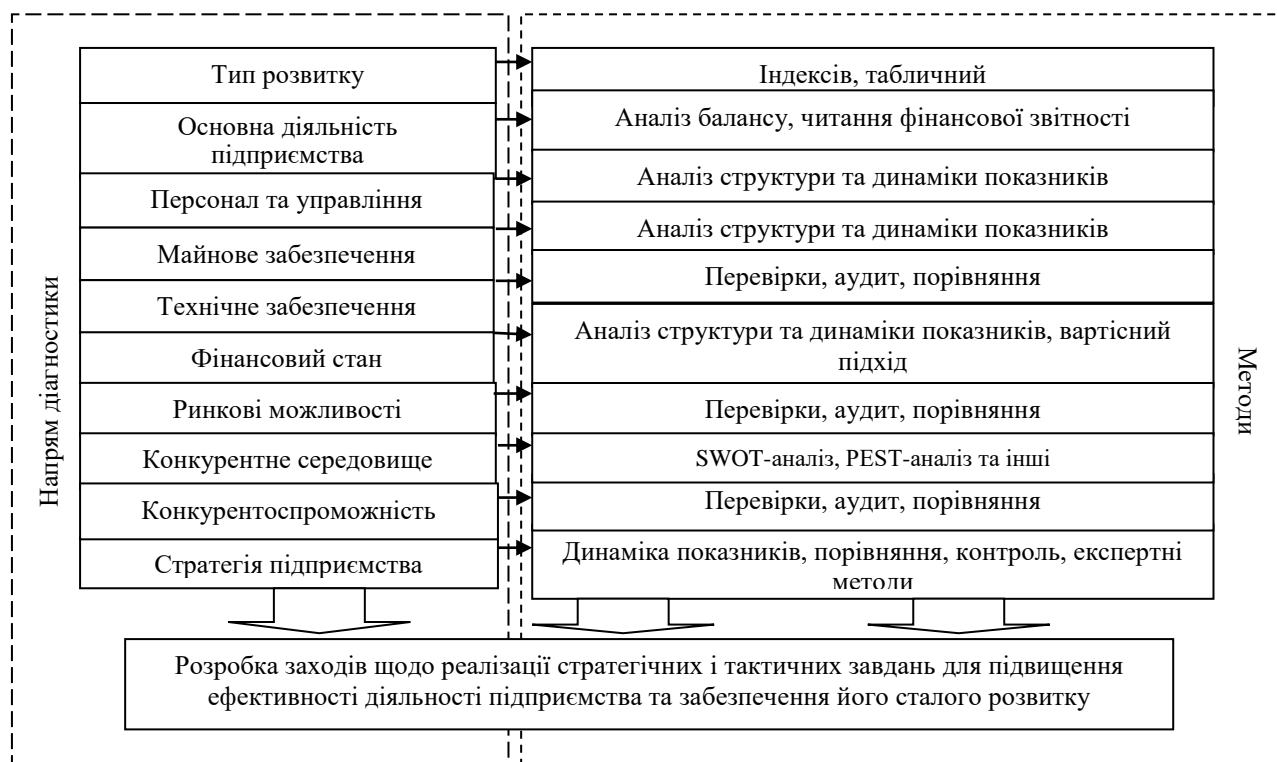 Напрям діагностики
Тип розвитку
Основна діяльність
підприємства
Персонал та управління
Майнове забезпечення
Технічне забезпечення
Фінансовий стан
Ринкові можливості
Конкурентне середовище
Конкурентоспроможність
Стратегія підприємства
Індексів, табличний
Аналіз балансу, читання фінансової звітності
Аналіз структури та динаміки показників
Аналіз структури та динаміки показників
Перевірки, аудит, порівняння
Аналіз структури та динаміки показників, вартісний
підхід
Перевірки, аудит, порівняння
SWOT-аналіз, PEST-аналіз та інші
Перевірки, аудит, порівняння
Динаміка показників, порівняння, контроль, експертні
методи
Методи
Розробка заходів щодо реалізації стратегічних і тактичних завдань для підвищення
ефективності діяльності підприємства та забезпечення його сталого розвитку